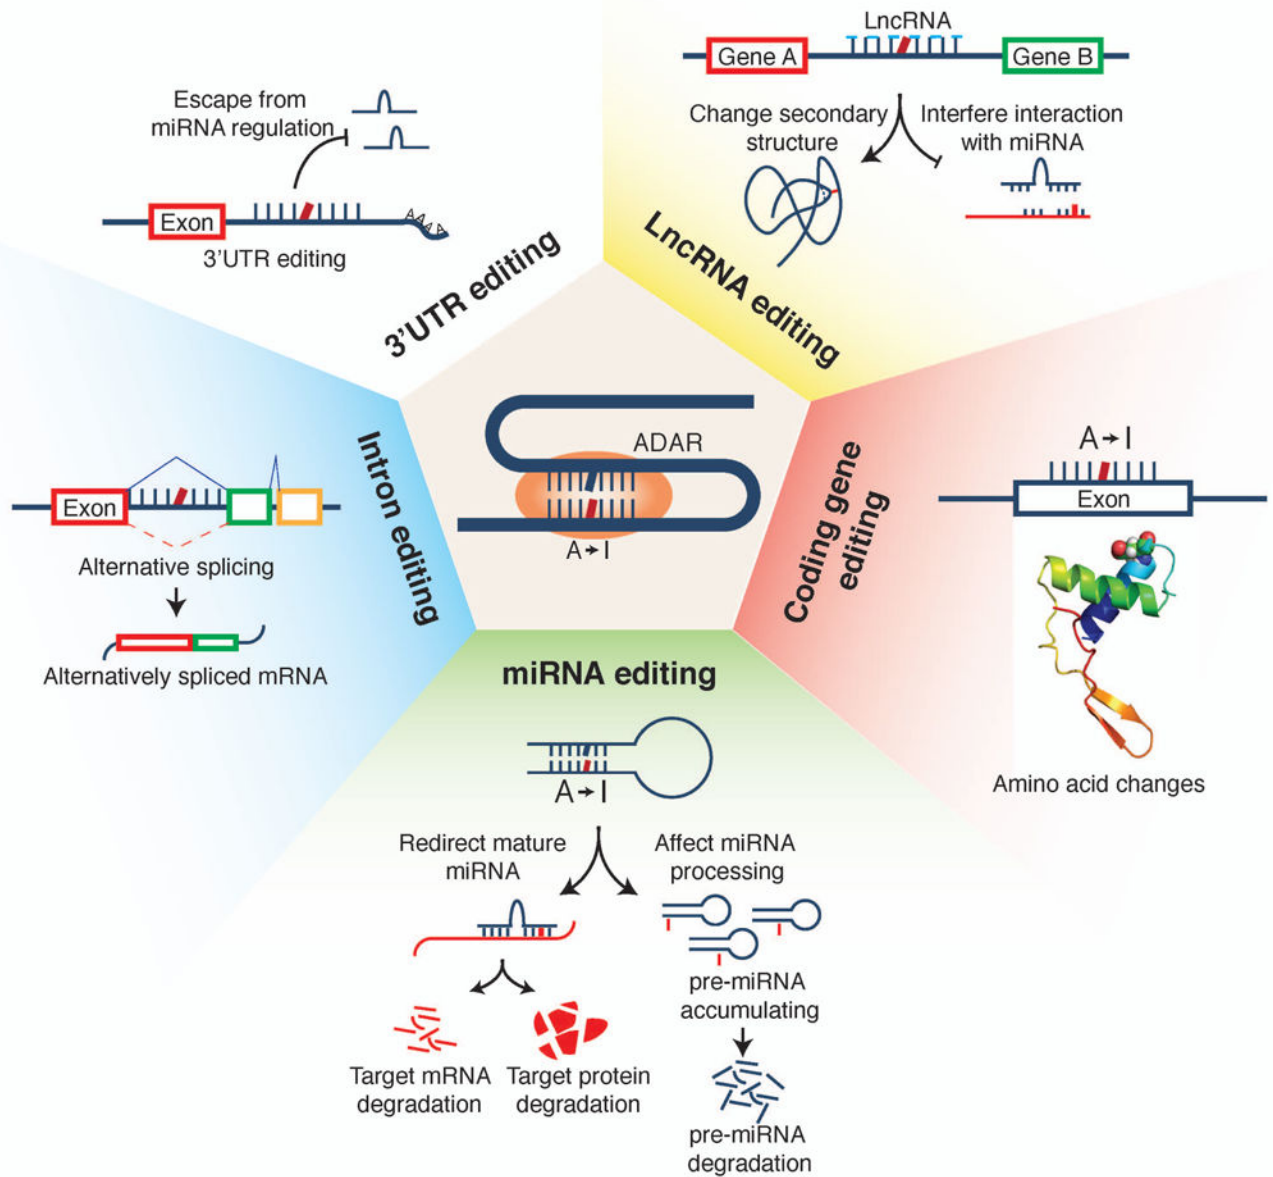 LncRNA
Gene A
Gene B
Change secondary
structure
Interfere interaction
with miRNA
LncRNA editing
Escape from
miRNA regulation
Exon
AAAA
3’UTR editing
3’UTR editing
ADAR
A→I
Intron editing
Exon
Alternative splicing
Alternatively spliced mRNA
Coding gene
editing
A→I
Exon
Amino acid changes
miRNA editing
A→I
Redirect mature
miRNA
Affect miRNA
processing
Target mRNA
degradation
Target protein
degradation
pre-miRNA
accumulating
pre-miRNA
degradation